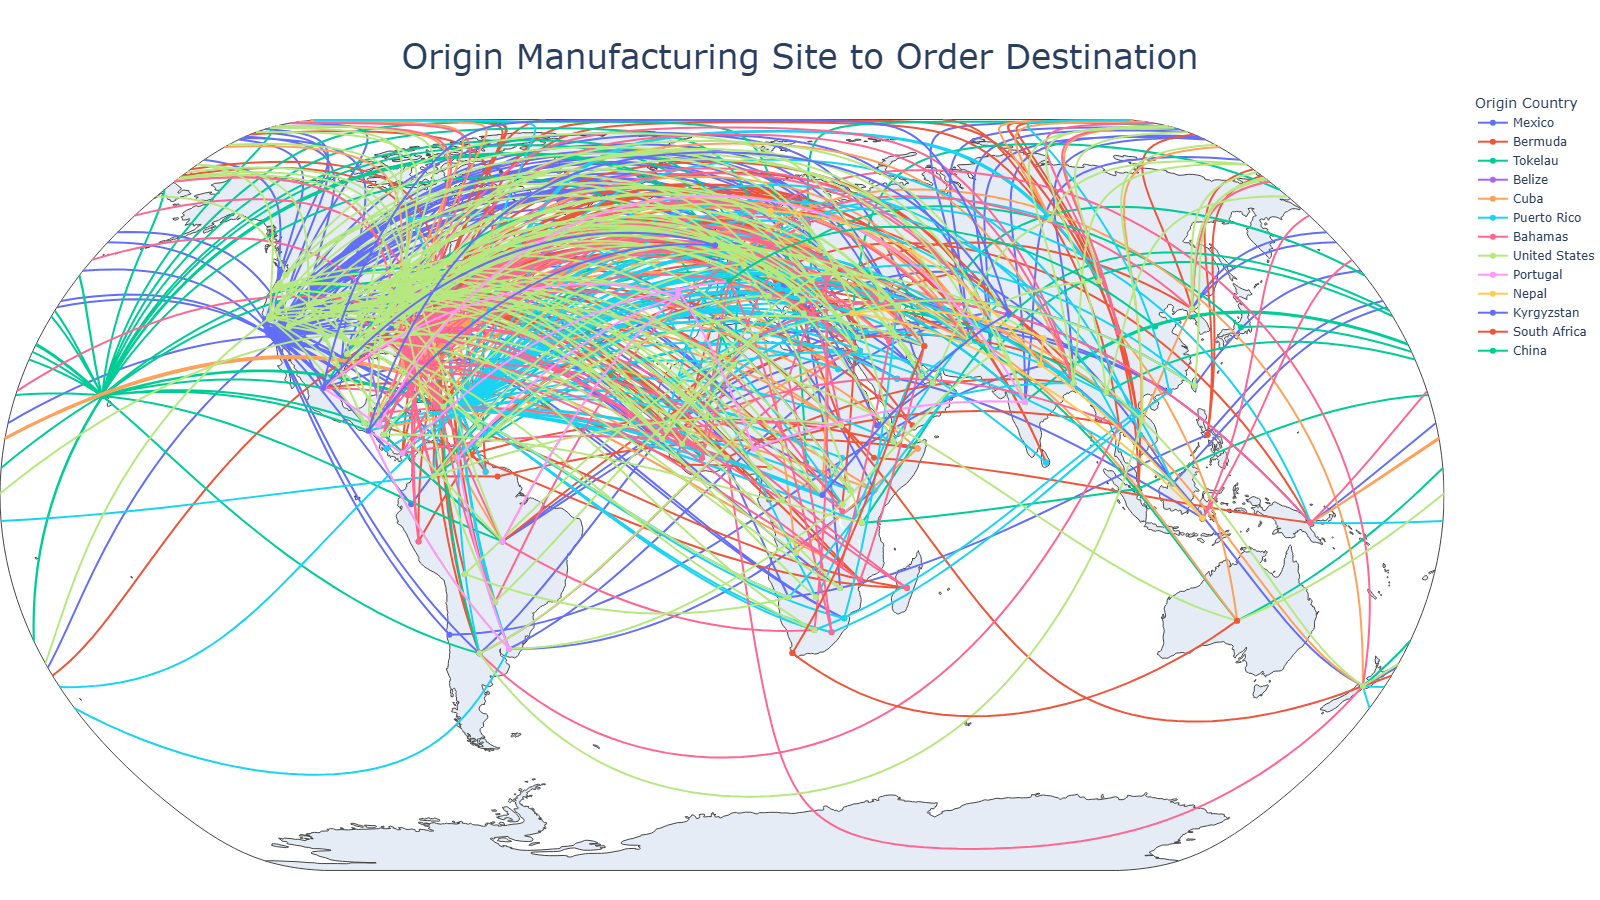 Origin Manufacturing Site to Order Destination
Origin Country
Mexico
Bermuda
Tokelau
Belize
Cuba
Puerto Rico
Bahamas
United States
Portugal
Nepal
Kyrgyzstan
South Africa
China